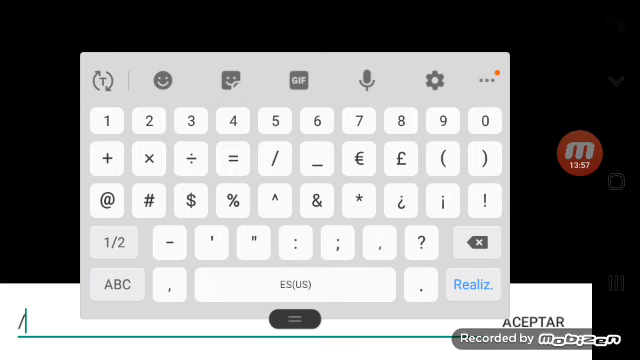 T GIF ...
1 2 3 4 5 6 7 8 9 0
+ × ÷ = / _ € £ ( )
@ # $ % ^ & * ¿ ¡ !
1/2 - ' " : ; , ?
ABC , ES(US) . Realiz.
m
13:57
/
ACEPTAR
Recorded by mobizen